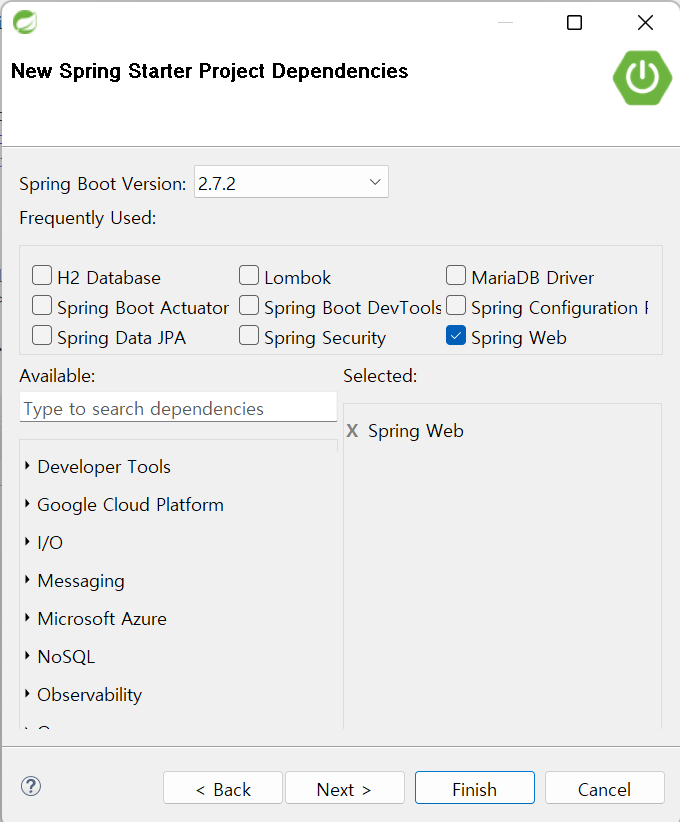 New Spring Starter Project Dependencies
Spring Boot Version: 2.7.2
Frequently Used:
H2 Database Lombok MariaDB Driver
Spring Boot Actuator Spring Boot DevTools Spring Configuration
Spring Data JPA Spring Security Spring Web
Available: Selected:
Type to search dependencies
X Spring Web
Developer Tools
Google Cloud Platform
I/O
Messaging
Microsoft Azure
NoSQL
Observability
?
< Back Next > Finish Cancel